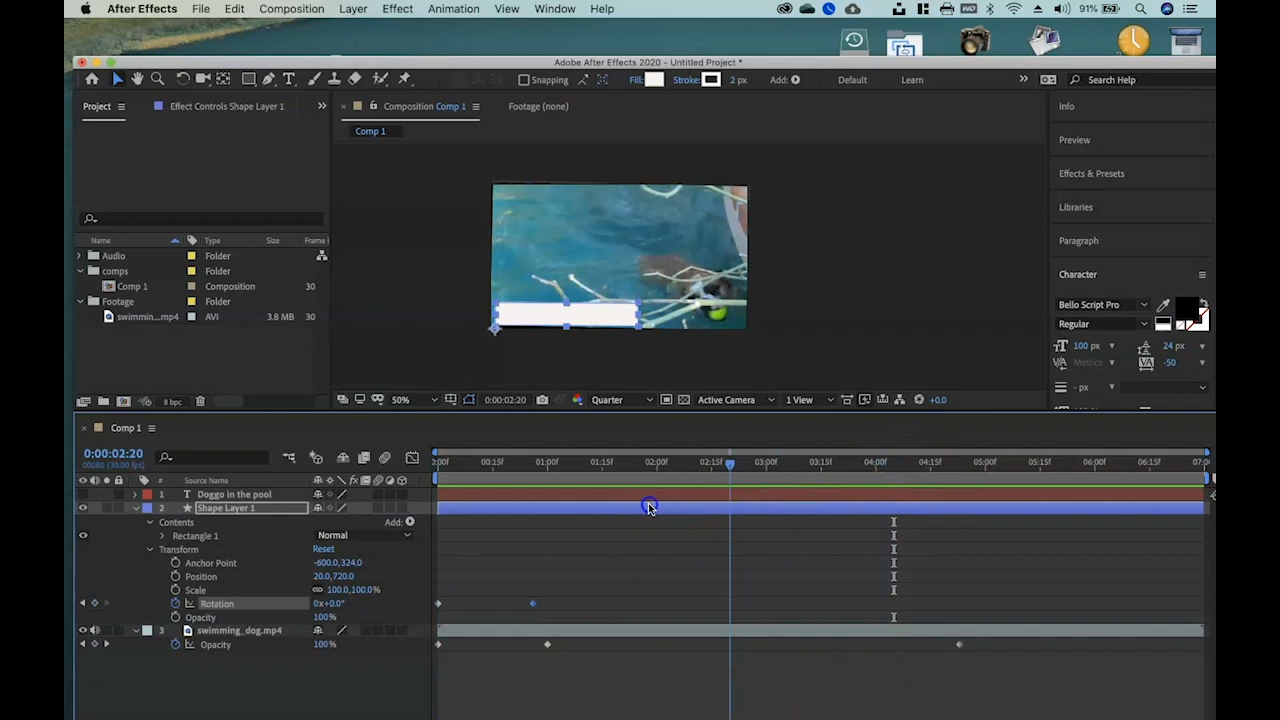 After Effects File Edit Composition Layer Effect Animation View Window Help 91%
Adobe After Effects 2020 - Untitled Project *
Snapping Fill: Stroke: 2 px Add: Default Learn » Search Help
Project Effect Controls Shape Layer 1 » Composition Comp 1 Footage (none) Info
Comp 1
Preview
Effects & Presets
Libraries
Paragraph
Name Type Size Frame
Audio Folder
comps Folder
Comp 1 Composition 30
Footage Folder
swimmin...mp4 AVI 3.8 MB 30
Character
Bello Script Pro
Regular
100 px 24 px
Metrics -50
- px
8 bpc 50% 0:00:02:20 Quarter Active Camera 1 View +0.0
Comp 1
0:00:02:20
00080 (30.00 fps)
:00f 00:15f 01:00f 01:15f 02:00f 02:15f 03:00f 03:15f 04:00f 04:15f 05:00f 05:15f 06:00f 06:15f 07:0
# Source Name
1 T Doggo in the pool
2 Shape Layer 1
Contents Add:
Rectangle 1 Normal
Transform Reset
Anchor Point -600.0,324.0
Position 20.0,720.0
Scale 100.0,100.0%
Rotation 0x+0.0°
Opacity 100%
3 swimming_dog.mp4
Opacity 100%